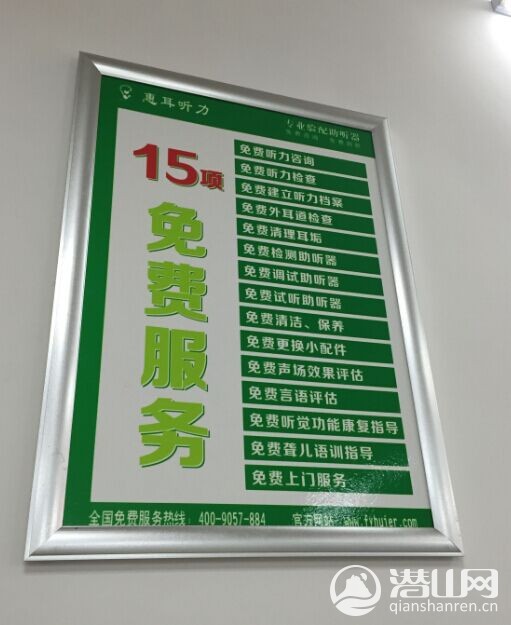 惠耳听力
专业验配助听器
15项
免费服务
免费听力咨询
免费听力检查
免费建立听力档案
免费外耳道检查
免费清理耳垢
免费检测助听器
免费调试助听器
免费试听助听器
免费清洁、保养
免费更换小配件
免费声场效果评估
免费言语评估
免费听觉功能康复指导
免费聋儿语训指导
免费上门服务
全国免费服务热线：400-9057-884 官方网站：www.fyhuier.com
潜山网
qianshanren.cn